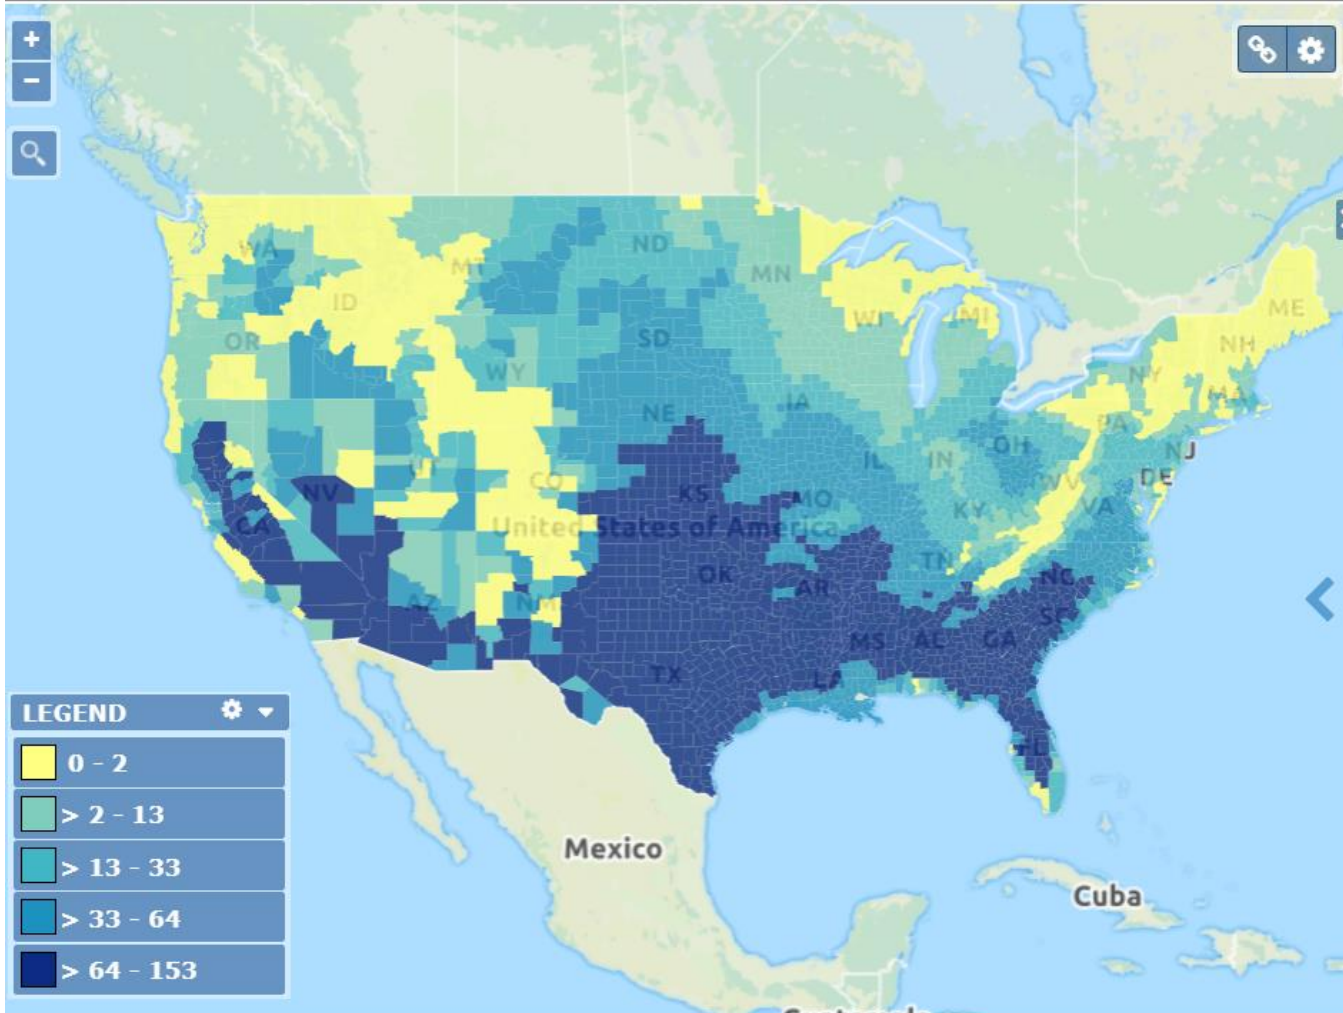 +
−
WA
MT
ND
MN
ID
OR
WI
MI
ME
NH
SD
WY
NY
MA
IA
NE
PA
OH
NJ
IL
IN
UT
CO
DE
WV
NV
KS
MO
VA
KY
CA
United States of America
TN
OK
AR
NC
AZ
NM
SC
MS
AL
GA
TX
LA
FL
LEGEND
0 - 2
> 2 - 13
> 13 - 33
> 33 - 64
> 64 - 153
Mexico
Cuba